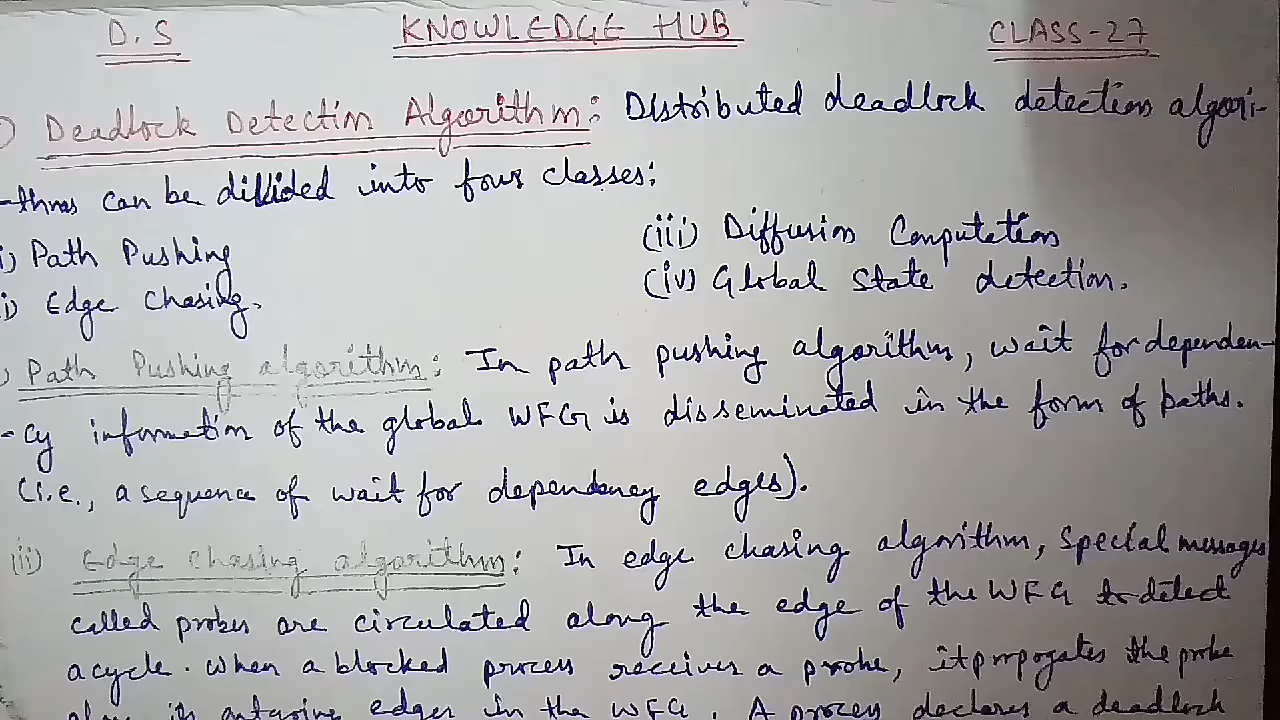 D.S KNOWLEDGE HUB CLASS-27
) Deadlock Detection Algorithm: Distributed deadlock detection algori-
-thms can be divided into four classes:
i) Path Pushing (iii) Diffusion Computation
i) Edge Chasing. (iv) Global State detection.
) Path Pushing algorithm: In path pushing algorithm, wait for dependen-
-cy information of the global WFG is disseminated in the form of paths.
(i.e., a sequence of wait for dependency edges).
(ii) Edge Chasing algorithm: In edge chasing algorithm, special messages
called probes are circulated along the edge of the WFG to detect
a cycle. When a blocked process receives a probe, it propogates the probe
along its outgoing edges in the WFG. A process declares a deadlock